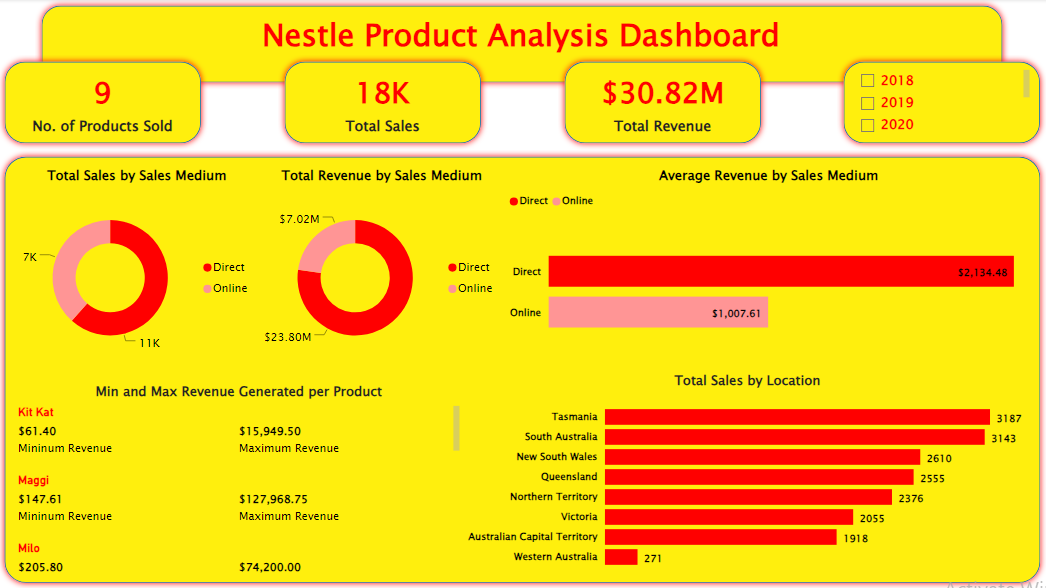 Nestle Product Analysis Dashboard
9
No. of Products Sold
18K
Total Sales
$30.82M
Total Revenue
2018
2019
2020
Total Sales by Sales Medium
7K
11K
Direct
Online
Total Revenue by Sales Medium
$7.02M
$23.80M
Direct
Online
Average Revenue by Sales Medium
Direct Online
Direct $2,134.48
Online $1,007.61
Min and Max Revenue Generated per Product
Kit Kat
$61.40 $15,949.50
Mininum Revenue Maximum Revenue
Maggi
$147.61 $127,968.75
Mininum Revenue Maximum Revenue
Milo
$205.80 $74,200.00
Total Sales by Location
Tasmania 3187
South Australia 3143
New South Wales 2610
Queensland 2555
Northern Territory 2376
Victoria 2055
Australian Capital Territory 1918
Western Australia 271